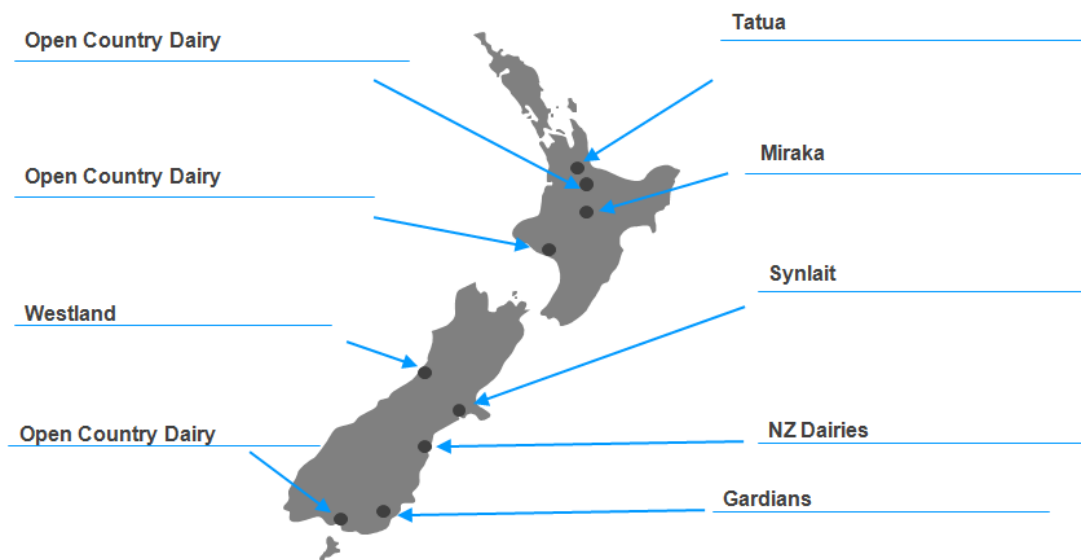 Open Country Dairy
Tatua
Open Country Dairy
Miraka
Synlait
Westland
Open Country Dairy
NZ Dairies
Gardians